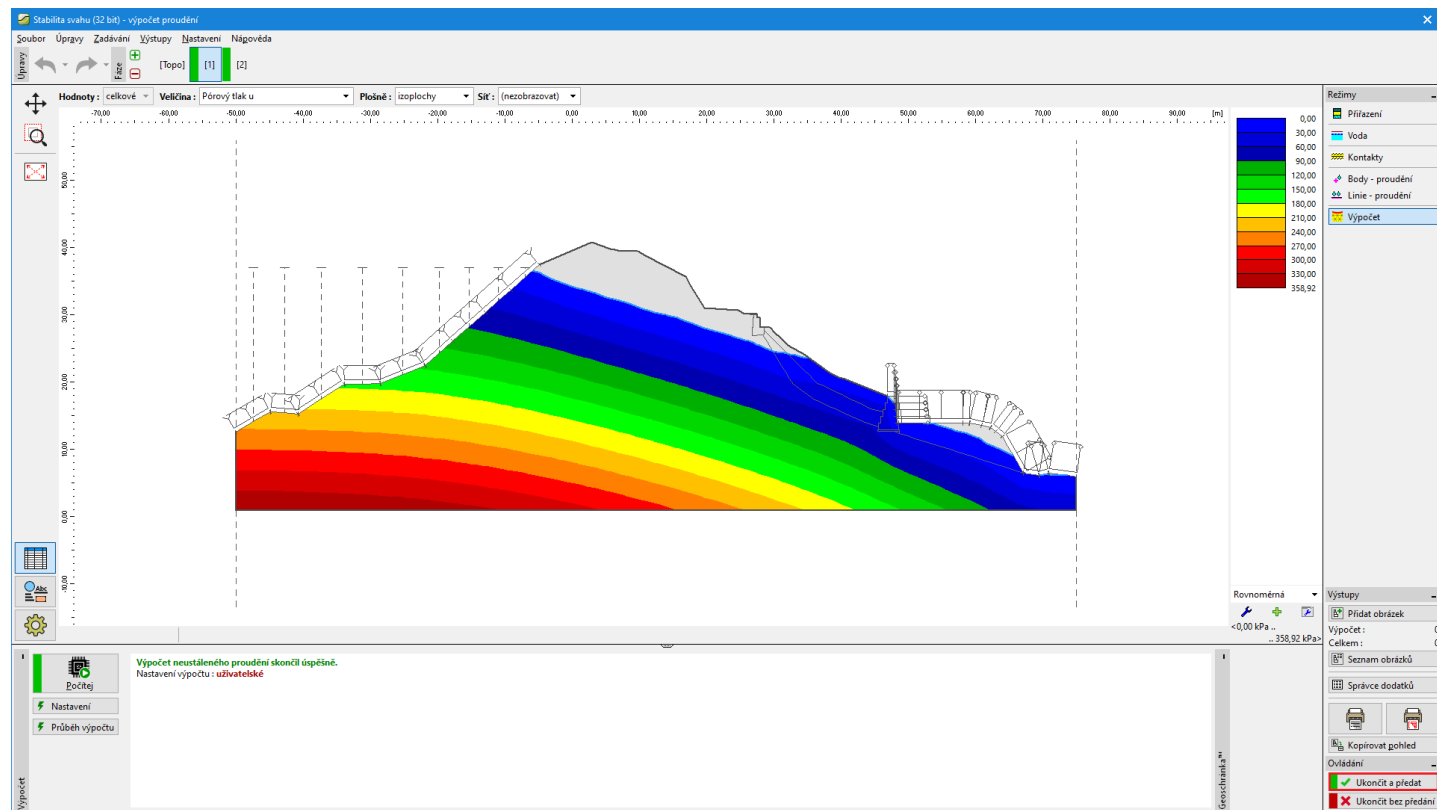 Stabilita svahu (32 bit) - výpočet proudění
Soubor Úpravy Zadávání Výstupy Nastavení Nápověda
Úpravy
Fáze
[Topo] [1] [2]
Hodnoty : celkové Veličina : Pórový tlak u Plošně : izoplochy Síť : (nezobrazovat)
-70,00 -60,00 -50,00 -40,00 -30,00 -20,00 -10,00 0,00 10,00 20,00 30,00 40,00 50,00 60,00 70,00 80,00 90,00 [m]
50,00
40,00
30,00
20,00
10,00
0,00
-10,00
0,00
30,00
60,00
90,00
120,00
150,00
180,00
210,00
240,00
270,00
300,00
330,00
358,92
Rovnoměrná
<0,00 kPa ..
.. 358,92 kPa>
Režimy
Přiřazení
Voda
Kontakty
Body - proudění
Linie - proudění
Výpočet
Výstupy
Přidat obrázek
Výpočet : 0
Celkem : 0
Seznam obrázků
Správce dodatků
Kopírovat pohled
Ovládání
Ukončit a předat
Ukončit bez předání
Výpočet
Počítej
Nastavení
Průběh výpočtu
Výpočet neustáleného proudění skončil úspěšně.
Nastavení výpočtu : uživatelské
Geoschránka™